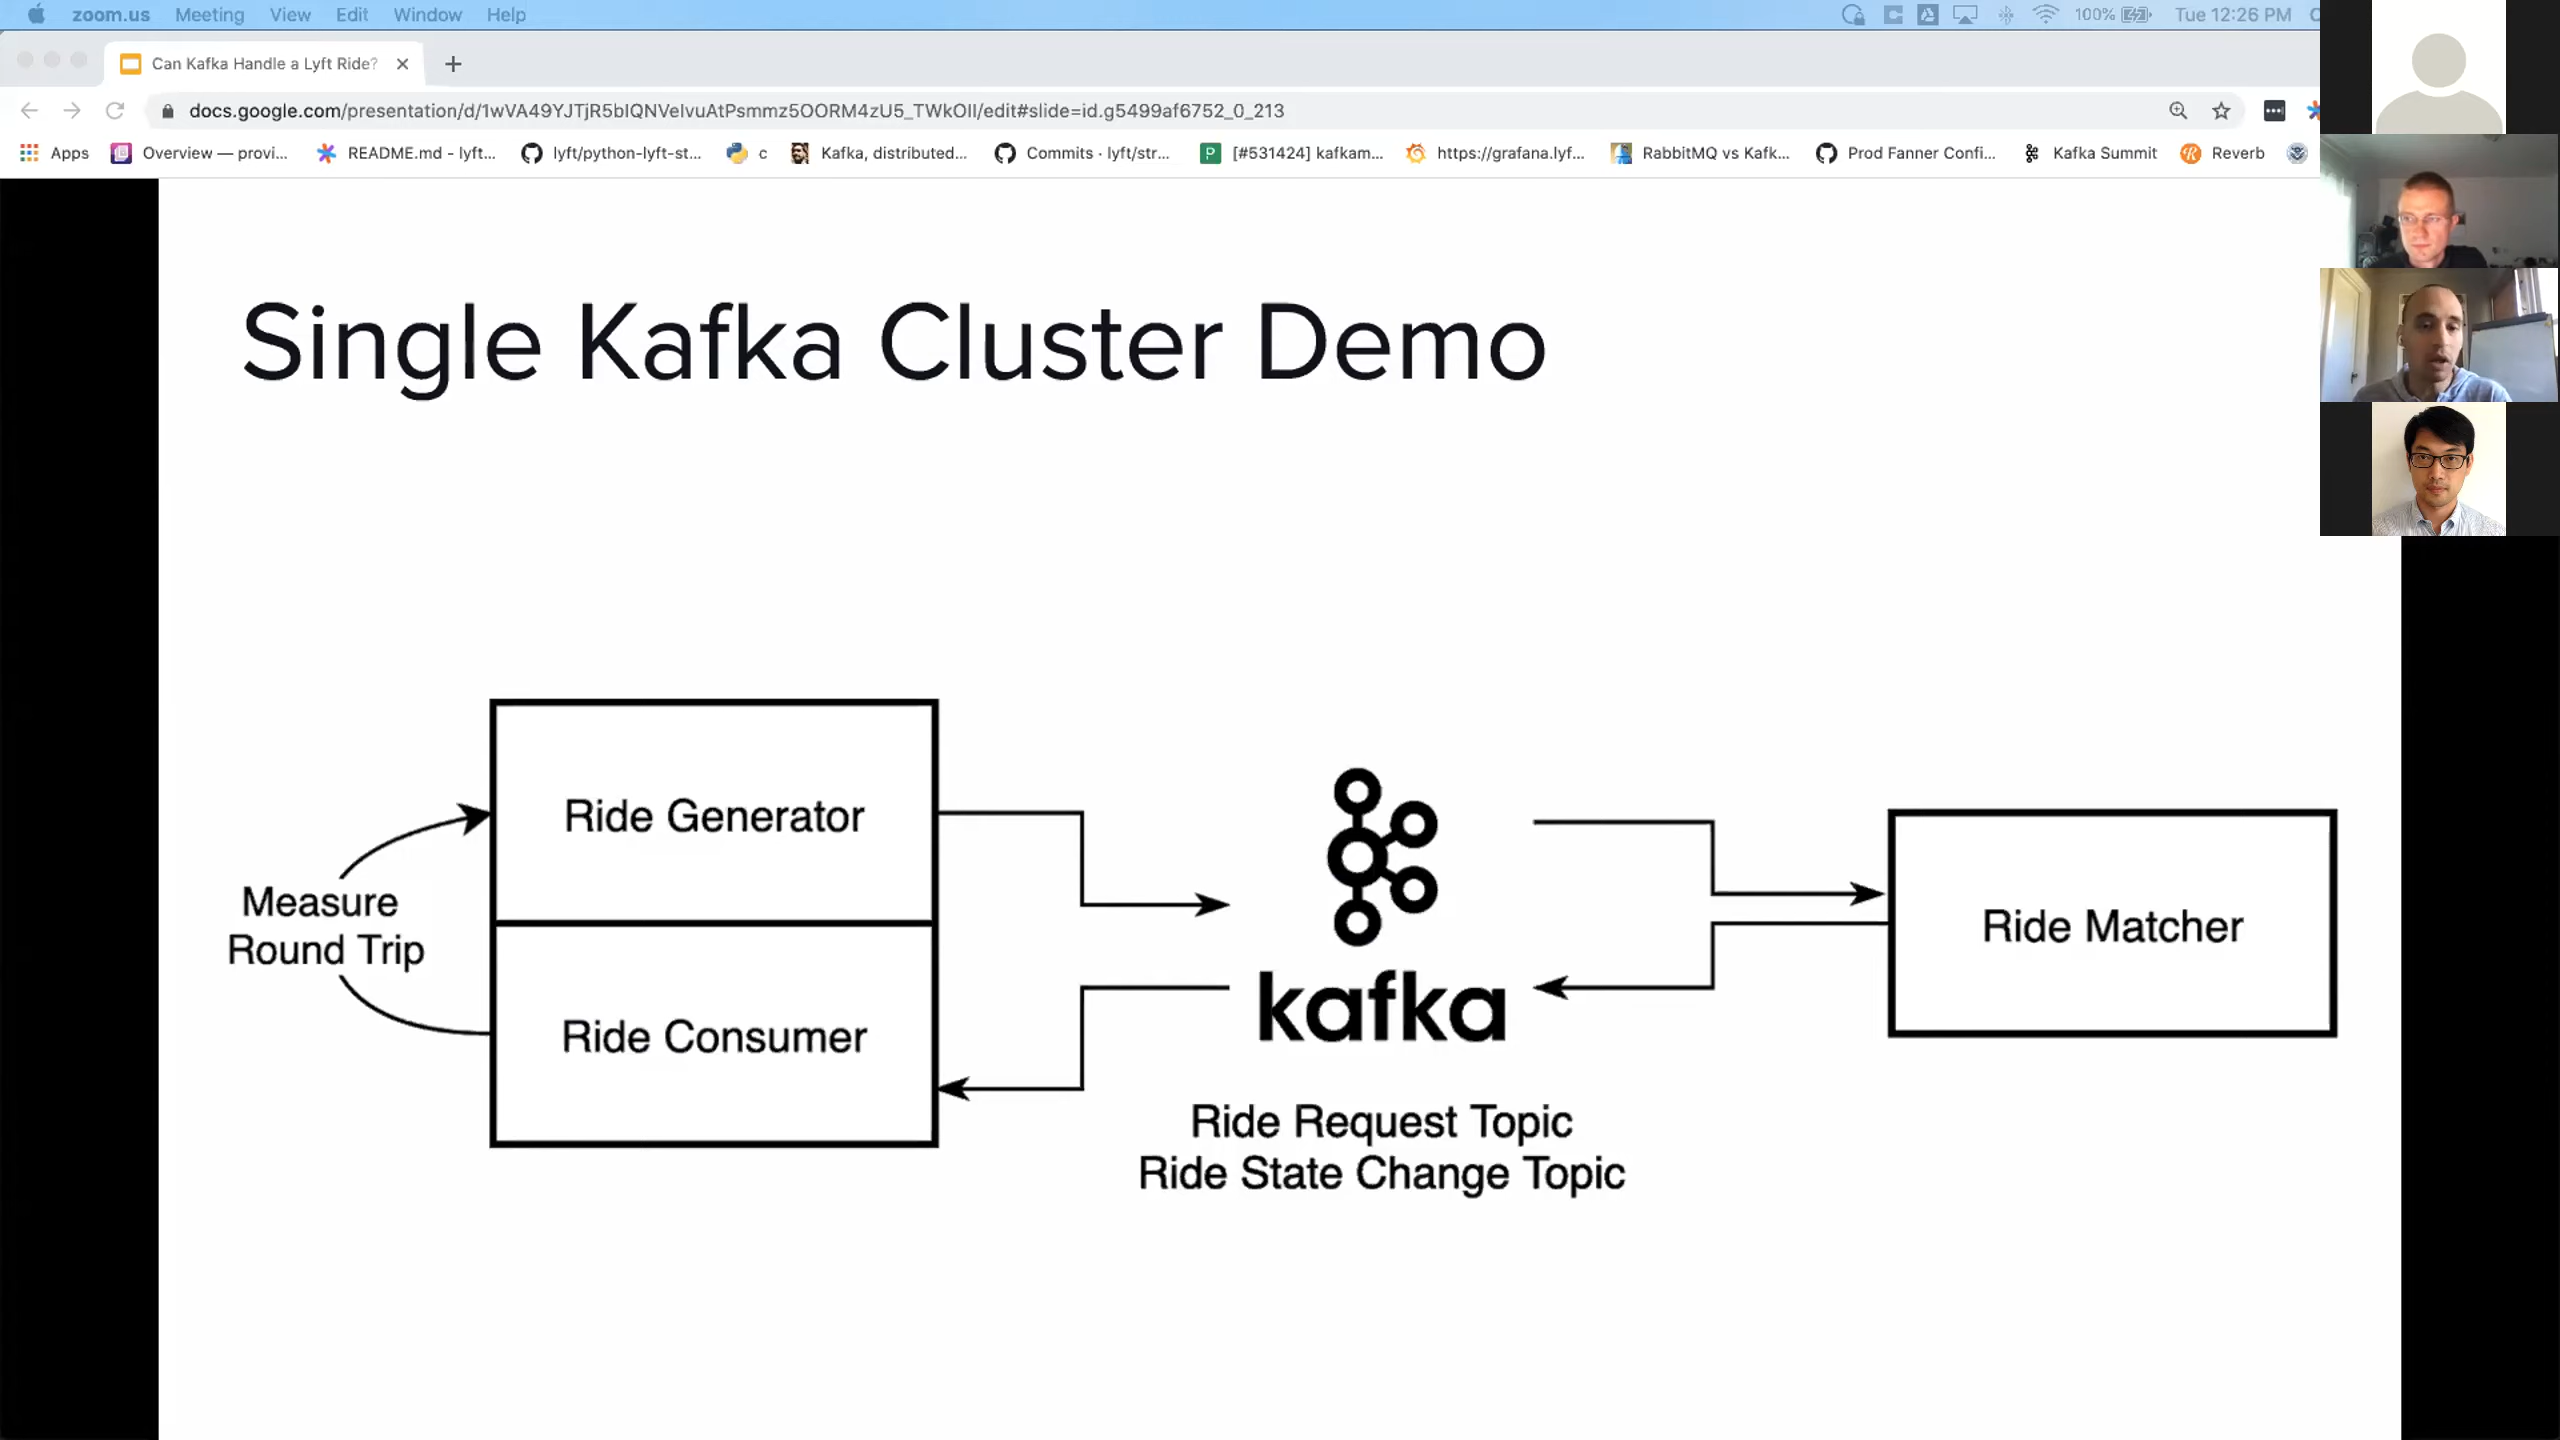 zoom.us Meeting View Edit Window Help 100% Tue 12:26 PM
Can Kafka Handle a Lyft Ride?
docs.google.com/presentation/d/1wVA49YJTjR5bIQNVelvuAtPsmmz5OORM4zU5_TWkOII/edit#slide=id.g5499af6752_0_213
Apps Overview — provi... README.md - lyft... lyft/python-lyft-st... c Kafka, distributed... Commits · lyft/str... [#531424] kafkam... https://grafana.lyf... RabbitMQ vs Kafk... Prod Fanner Confi... Kafka Summit Reverb
Single Kafka Cluster Demo
Ride Generator
Measure
Round Trip
Ride Consumer
kafka
Ride Request Topic
Ride State Change Topic
Ride Matcher